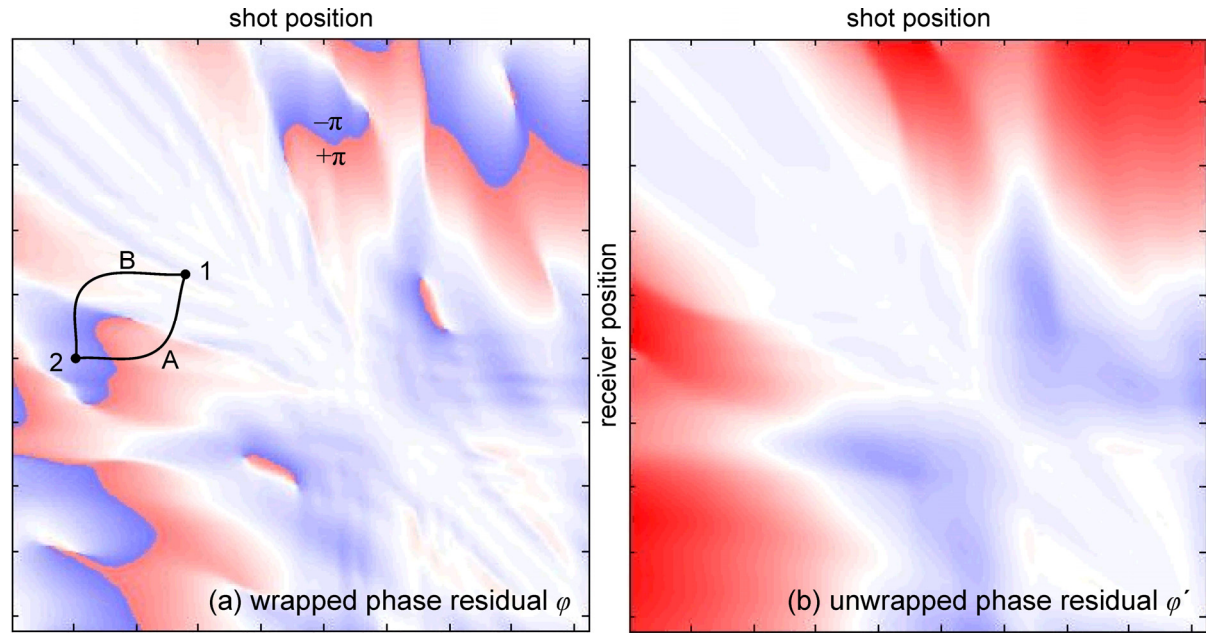 shot position
shot position
−π
+π
B
1
2
A
receiver position
(a) wrapped phase residual φ
(b) unwrapped phase residual φ´